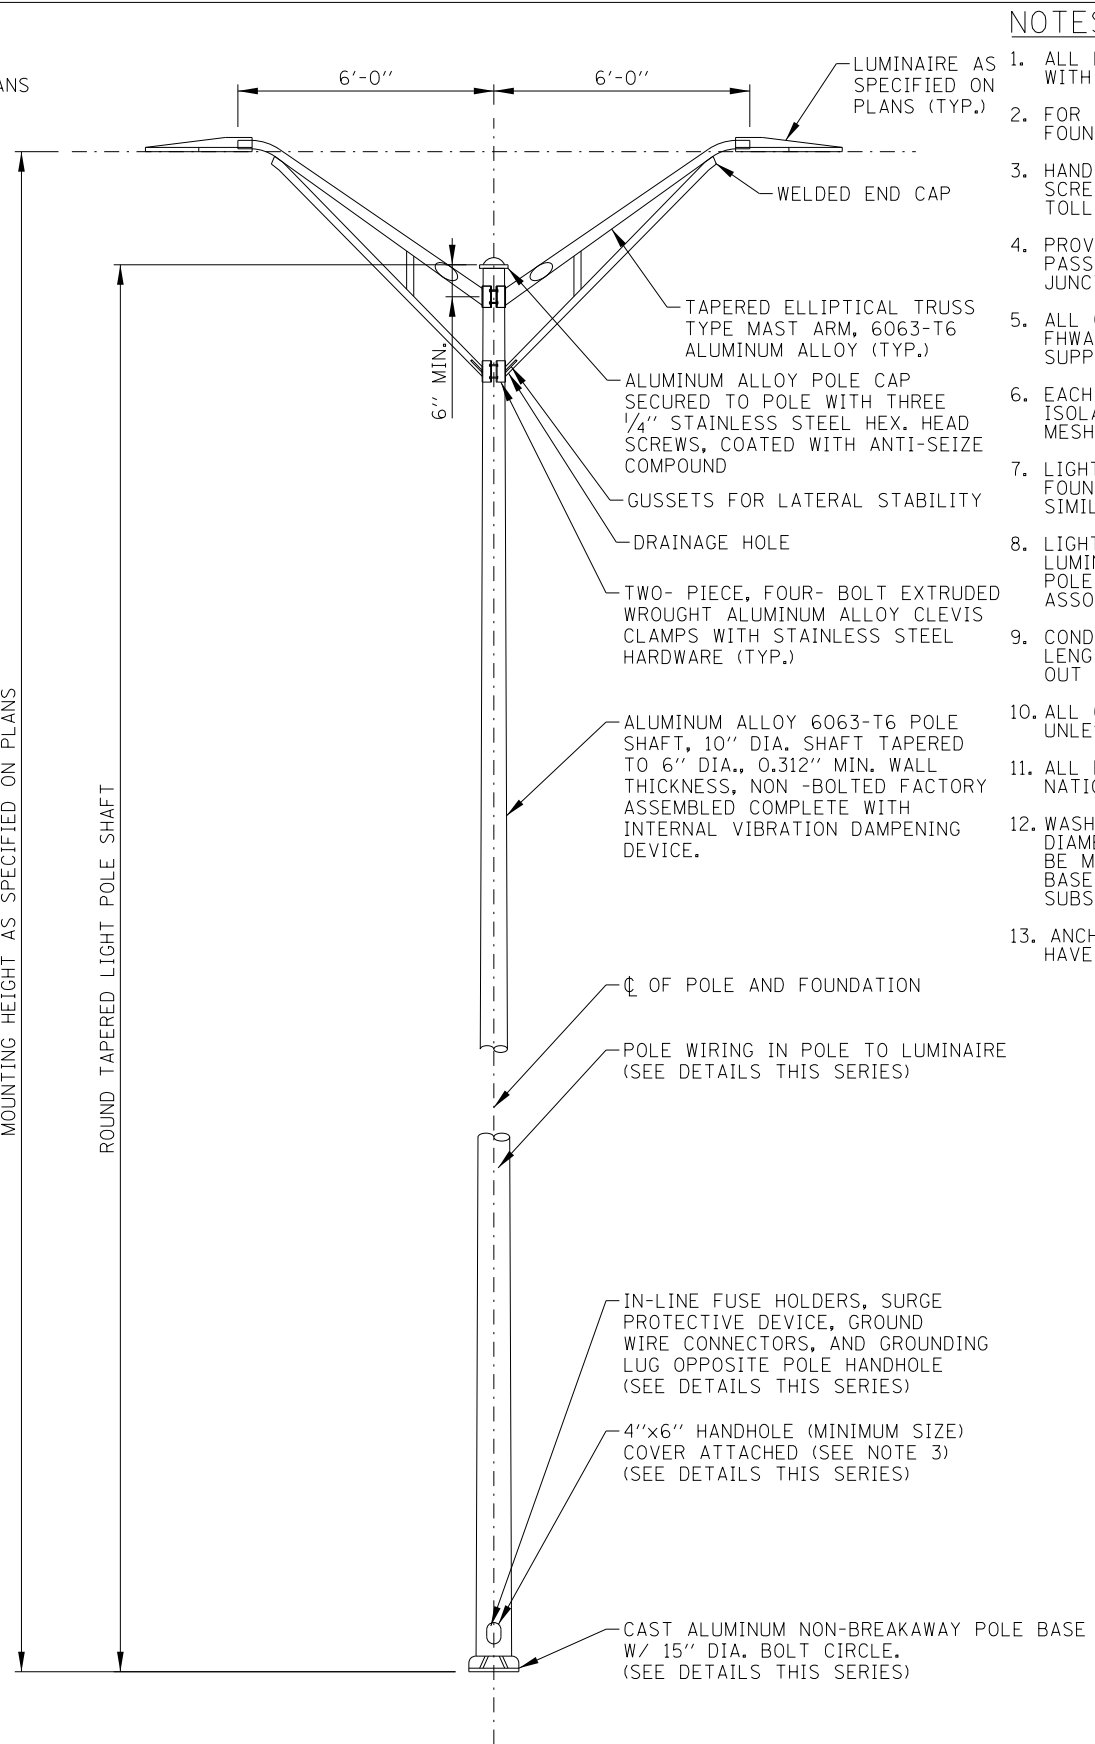 NOTES
ANS
6'-0"
6'-0"
LUMINAIRE AS
SPECIFIED ON
PLANS (TYP.)
WELDED END CAP
TAPERED ELLIPTICAL TRUSS
TYPE MAST ARM, 6063-T6
ALUMINUM ALLOY (TYP.)
6" MIN.
ALUMINUM ALLOY POLE CAP
SECURED TO POLE WITH THREE
1/4" STAINLESS STEEL HEX. HEAD
SCREWS, COATED WITH ANTI-SEIZE
COMPOUND
GUSSETS FOR LATERAL STABILITY
DRAINAGE HOLE
TWO- PIECE, FOUR- BOLT EXTRUDED
WROUGHT ALUMINUM ALLOY CLEVIS
CLAMPS WITH STAINLESS STEEL
HARDWARE (TYP.)
ALUMINUM ALLOY 6063-T6 POLE
SHAFT, 10" DIA. SHAFT TAPERED
TO 6" DIA., 0.312" MIN. WALL
THICKNESS, NON -BOLTED FACTORY
ASSEMBLED COMPLETE WITH
INTERNAL VIBRATION DAMPENING
DEVICE.
MOUNTING HEIGHT AS SPECIFIED ON PLANS
ROUND TAPERED LIGHT POLE SHAFT
℄ OF POLE AND FOUNDATION
POLE WIRING IN POLE TO LUMINAIRE
(SEE DETAILS THIS SERIES)
IN-LINE FUSE HOLDERS, SURGE
PROTECTIVE DEVICE, GROUND
WIRE CONNECTORS, AND GROUNDING
LUG OPPOSITE POLE HANDHOLE
(SEE DETAILS THIS SERIES)
4"x6" HANDHOLE (MINIMUM SIZE)
COVER ATTACHED (SEE NOTE 3)
(SEE DETAILS THIS SERIES)
CAST ALUMINUM NON-BREAKAWAY POLE BASE
W/ 15" DIA. BOLT CIRCLE.
(SEE DETAILS THIS SERIES)
1. ALL
WITH
2. FOR
FOUN
3. HAND
SCRE
TOLL
4. PROV
PASS
JUNC
5. ALL
FHWA
SUPP
6. EACH
ISOLA
MESH
7. LIGHT
FOUN
SIMIL
8. LIGHT
LUMIN
POLE
ASSO
9. COND
LENG
OUT
10. ALL
UNLE
11. ALL
NATIO
12. WASH
DIAME
BE M
BASE
SUBS
13. ANCH
HAVE